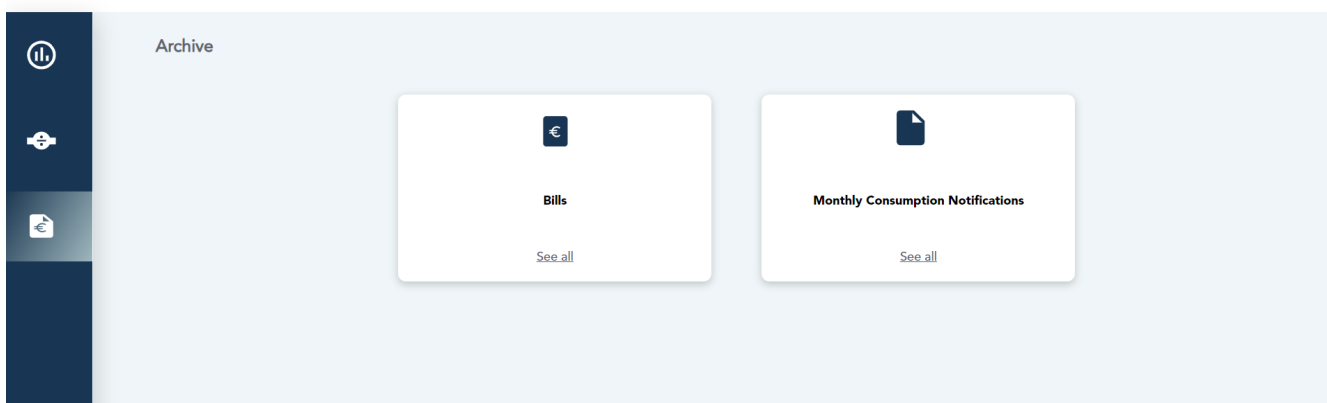 Archive
€
Bills
See all
Monthly Consumption Notifications
See all
€